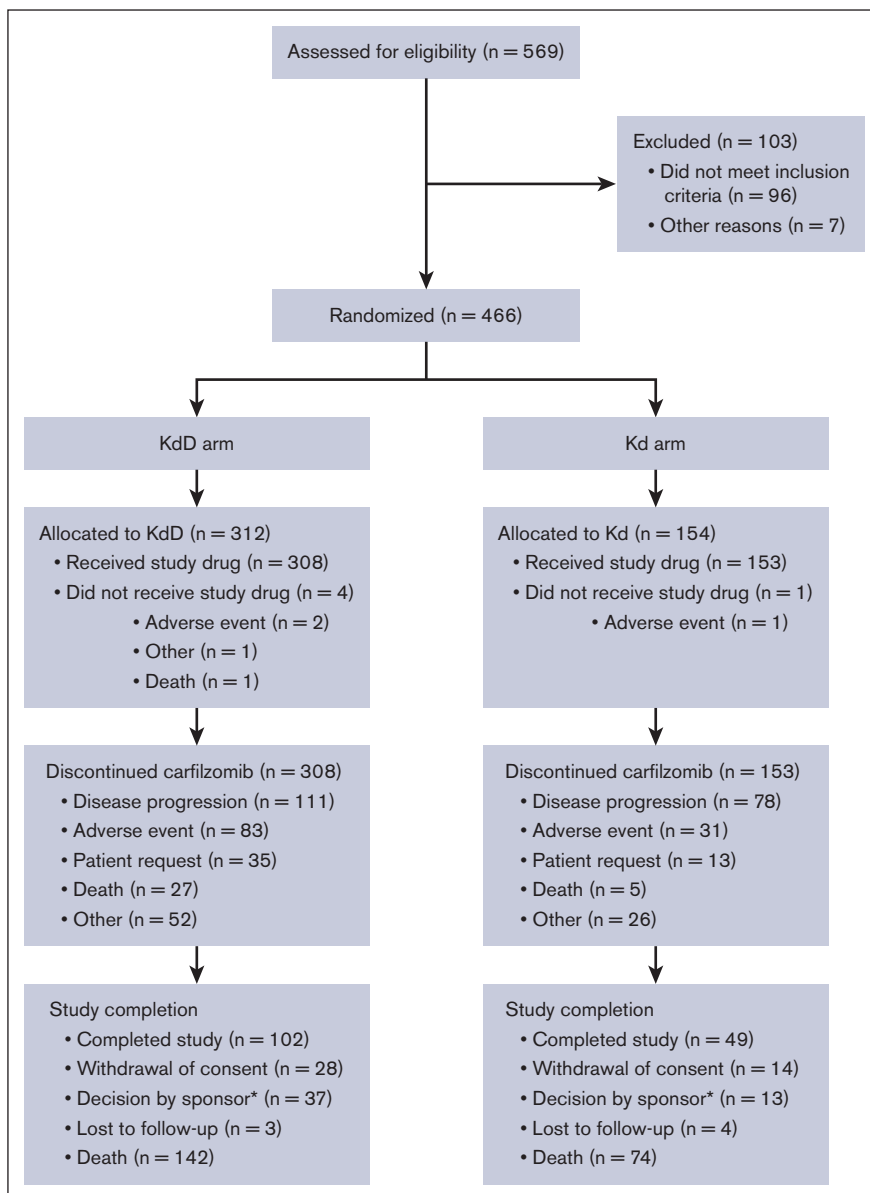 Assessed for eligibility (n = 569)
Excluded (n = 103)
• Did not meet inclusion
criteria (n = 96)
• Other reasons (n = 7)
Randomized (n = 466)
KdD arm
Kd arm
Allocated to KdD (n = 312)
• Received study drug (n = 308)
• Did not receive study drug (n = 4)
• Adverse event (n = 2)
• Other (n = 1)
• Death (n = 1)
Allocated to Kd (n = 154)
• Received study drug (n = 153)
• Did not receive study drug (n = 1)
• Adverse event (n = 1)
Discontinued carfilzomib (n = 308)
• Disease progression (n = 111)
• Adverse event (n = 83)
• Patient request (n = 35)
• Death (n = 27)
• Other (n = 52)
Discontinued carfilzomib (n = 153)
• Disease progression (n = 78)
• Adverse event (n = 31)
• Patient request (n = 13)
• Death (n = 5)
• Other (n = 26)
Study completion
• Completed study (n = 102)
• Withdrawal of consent (n = 28)
• Decision by sponsor* (n = 37)
• Lost to follow-up (n = 3)
• Death (n = 142)
Study completion
• Completed study (n = 49)
• Withdrawal of consent (n = 14)
• Decision by sponsor* (n = 13)
• Lost to follow-up (n = 4)
• Death (n = 74)